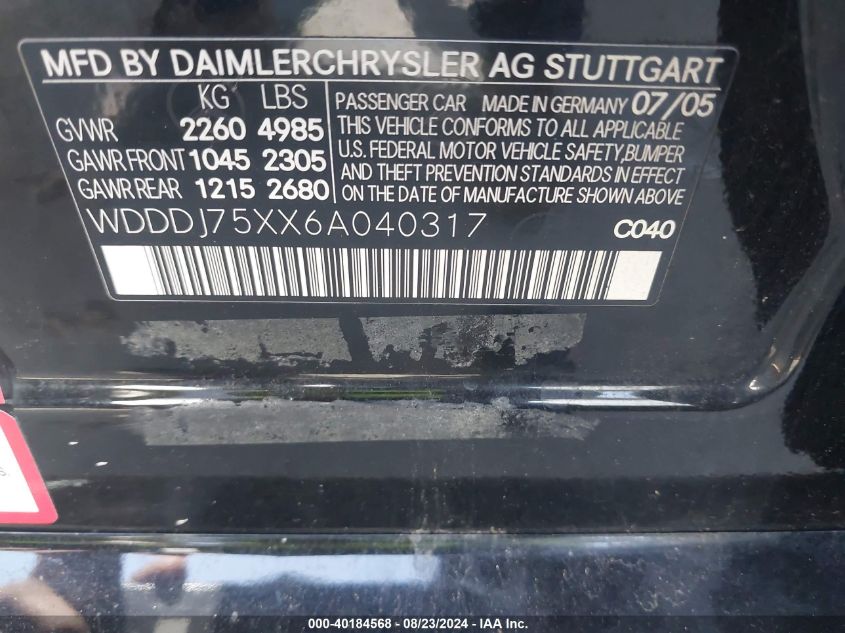 MFD BY DAIMLERCHRYSLER AG STUTTGART
KG LBS
GVWR 2260 4985
GAWR FRONT 1045 2305
GAWR REAR 1215 2680
PASSENGER CAR MADE IN GERMANY 07/05
THIS VEHICLE CONFORMS TO ALL APPLICABLE
U.S. FEDERAL MOTOR VEHICLE SAFETY, BUMPER
AND THEFT PREVENTION STANDARDS IN EFFECT
ON THE DATE OF MANUFACTURE SHOWN ABOVE
WDDDJ75XX6A040317 C040
000-40184568 - 08/23/2024 - IAAI.com